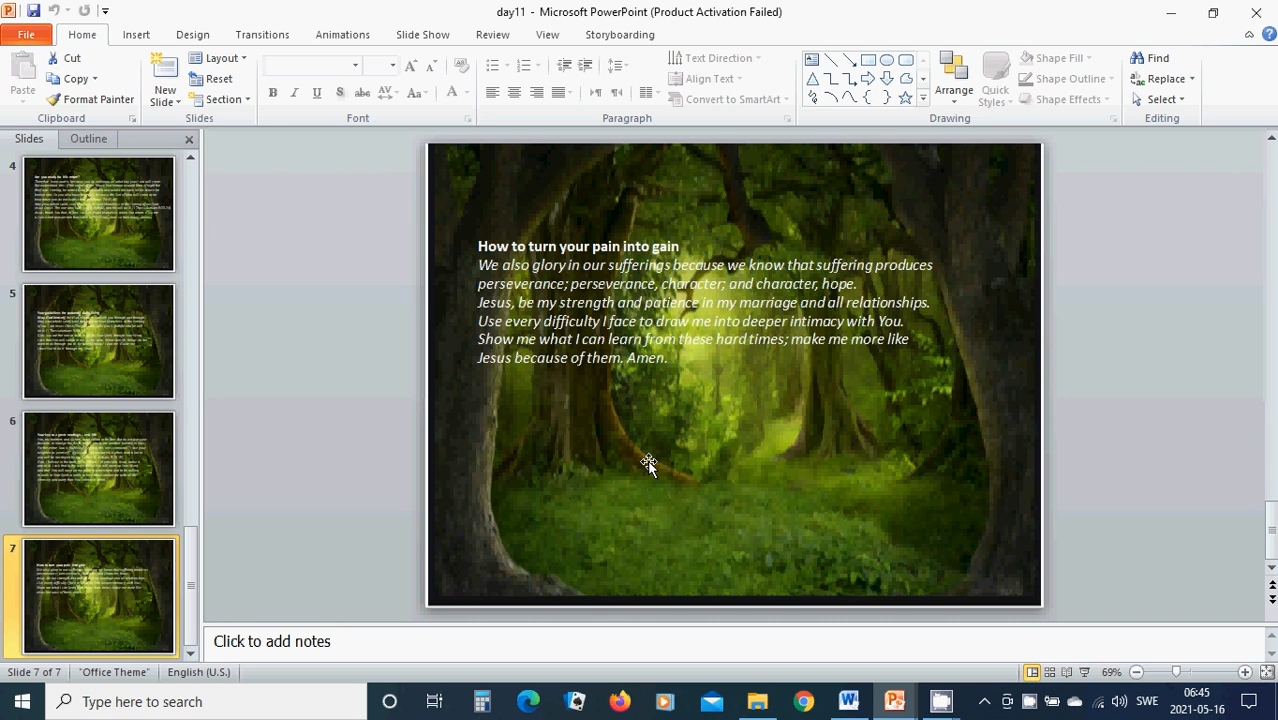 day11 - Microsoft PowerPoint (Product Activation Failed)
File Home Insert Design Transitions Animations Slide Show Review View Storyboarding
Paste
Cut
Copy
Format Painter
Clipboard
New Slide
Layout
Reset
Section
Slides
Font
Text Direction
Align Text
Convert to SmartArt
Paragraph
Arrange
Quick Styles
Shape Fill
Shape Outline
Shape Effects
Drawing
Find
Replace
Select
Editing
Slides Outline
4
5
6
7
How to turn your pain into gain
We also glory in our sufferings because we know that suffering produces
perseverance; perseverance, character; and character, hope.
Jesus, be my strength and patience in my marriage and all relationships.
Use every difficulty I face to draw me into deeper intimacy with You.
Show me what I can learn from these hard times; make me more like
Jesus because of them. Amen.
Click to add notes
Slide 7 of 7 "Office Theme" English (U.S.) 69%
Type here to search
SWE
06:45
2021-05-16